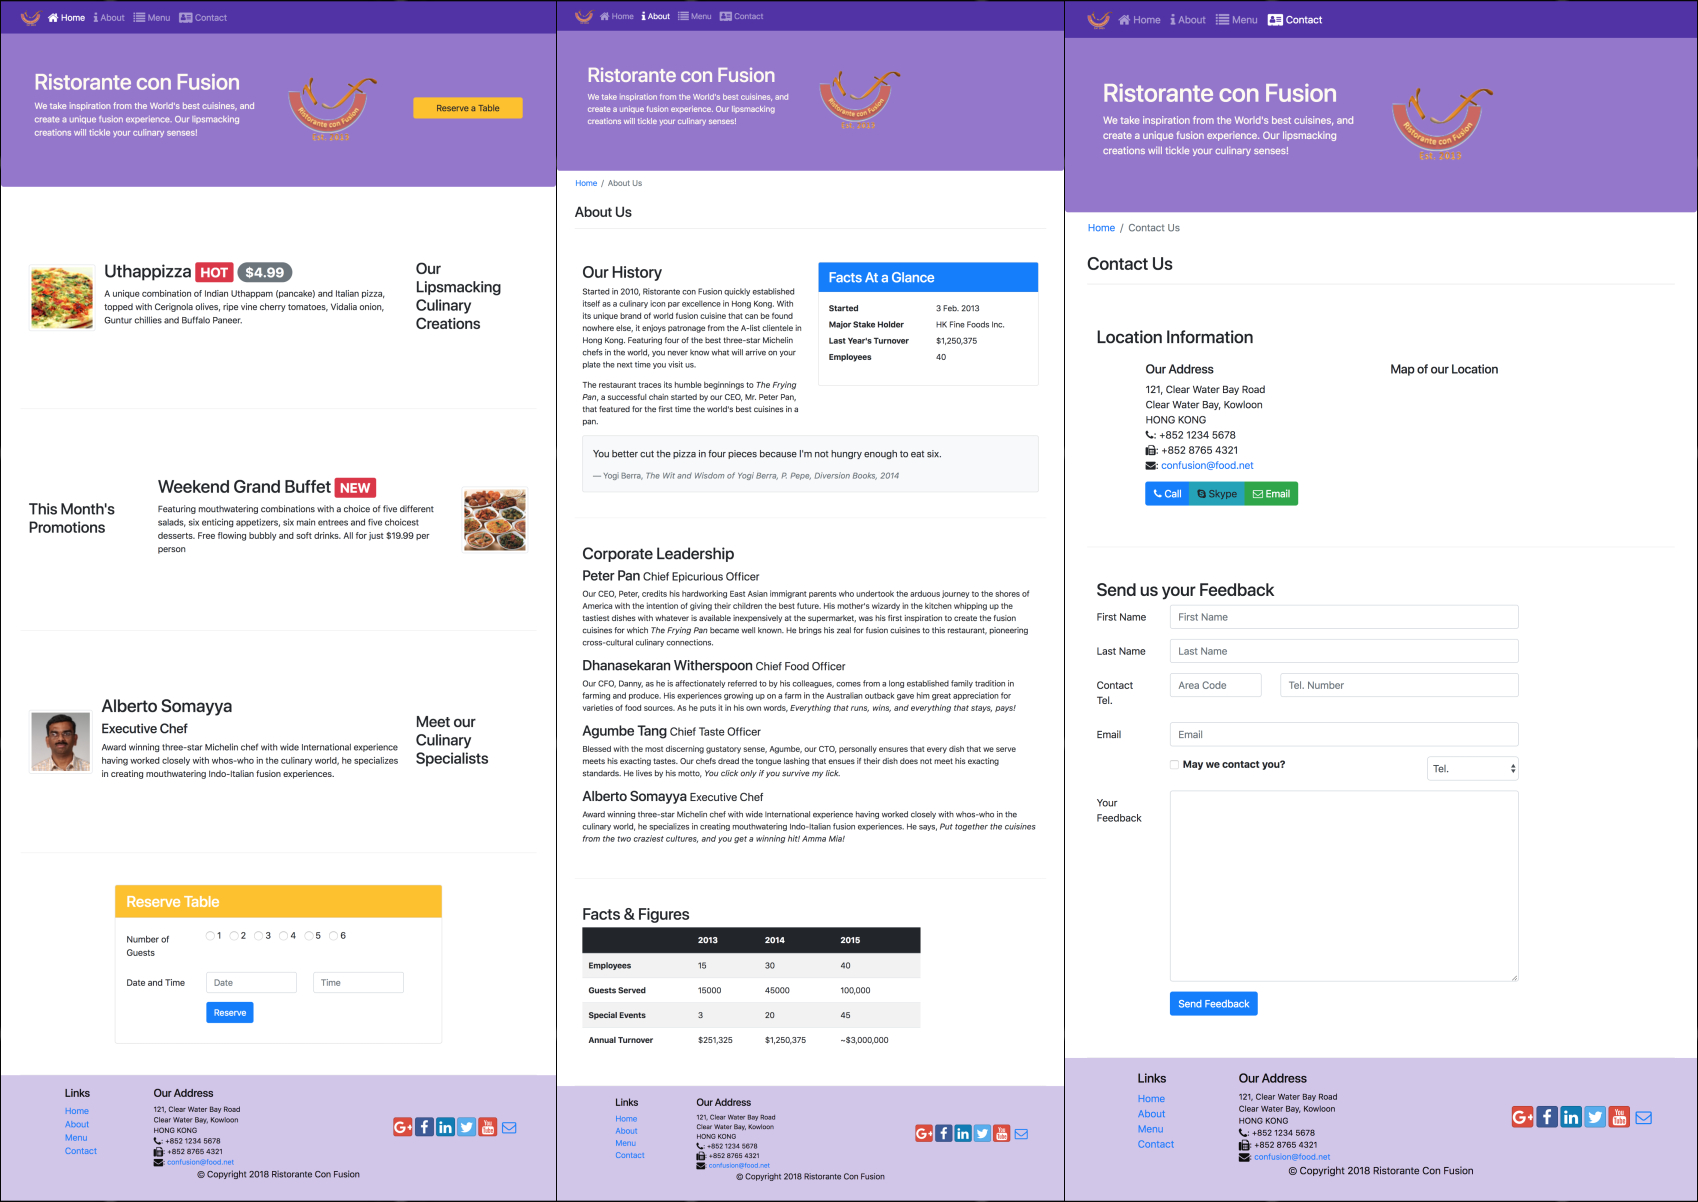 Home About Menu Contact
Ristorante con Fusion
We take inspiration from the World's best cuisines, and
create a unique fusion experience. Our lipsmacking
creations will tickle your culinary senses!
Ristorante con Fusion
Est. 2023
Reserve a Table
Uthappizza HOT $4.99
A unique combination of Indian Uthappam (pancake) and Italian pizza,
topped with Cerignola olives, ripe vine cherry tomatoes, Vidalia onion,
Guntur chillies and Buffalo Paneer.
Our
Lipsmacking
Culinary
Creations
This Month's
Promotions
Weekend Grand Buffet NEW
Featuring mouthwatering combinations with a choice of five different
salads, six enticing appetizers, six main entrees and five choicest
desserts. Free flowing bubbly and soft drinks. All for just $19.99 per
person
Alberto Somayya
Executive Chef
Award winning three-star Michelin chef with wide International experience
having worked closely with whos-who in the culinary world, he specializes
in creating mouthwatering Indo-Italian fusion experiences.
Meet our
Culinary
Specialists
Reserve Table
Number of
Guests
1 2 3 4 5 6
Date and Time
Date Time
Reserve
Links
Home
About
Menu
Contact
Our Address
121, Clear Water Bay Road
Clear Water Bay, Kowloon
HONG KONG
: +852 1234 5678
: +852 8765 4321
: confusion@food.net
G+ f in You Tube
© Copyright 2018 Ristorante Con Fusion
Home About Menu Contact
Ristorante con Fusion
We take inspiration from the World's best cuisines, and
create a unique fusion experience. Our lipsmacking
creations will tickle your culinary senses!
Ristorante con Fusion
Est. 2023
Home / About Us
About Us
Our History
Started in 2010, Ristorante con Fusion quickly established
itself as a culinary icon par excellence in Hong Kong. With
its unique brand of world fusion cuisine that can be found
nowhere else, it enjoys patronage from the A-list clientele in
Hong Kong. Featuring four of the best three-star Michelin
chefs in the world, you never know what will arrive on your
plate the next time you visit us.
The restaurant traces its humble beginnings to The Frying
Pan, a successful chain started by our CEO, Mr. Peter Pan,
that featured for the first time the world's best cuisines in a
pan.
Facts At a Glance
Started 3 Feb. 2013
Major Stake Holder HK Fine Foods Inc.
Last Year's Turnover $1,250,375
Employees 40
You better cut the pizza in four pieces because I'm not hungry enough to eat six.
— Yogi Berra, The Wit and Wisdom of Yogi Berra, P. Pepe, Diversion Books, 2014
Corporate Leadership
Peter Pan Chief Epicurious Officer
Our CEO, Peter, credits his hardworking East Asian immigrant parents who undertook the arduous journey to the shores of
America with the intention of giving their children the best future. His mother's wizardy in the kitchen whipping up the
tastiest dishes with whatever is available inexpensively at the supermarket, was his first inspiration to create the fusion
cuisines for which The Frying Pan became well known. He brings his zeal for fusion cuisines to this restaurant, pioneering
cross-cultural culinary connections.
Dhanasekaran Witherspoon Chief Food Officer
Our CFO, Danny, as he is affectionately referred to by his colleagues, comes from a long established family tradition in
farming and produce. His experiences growing up on a farm in the Australian outback gave him great appreciation for
varieties of food sources. As he puts it in his own words, Everything that runs, wins, and everything that stays, pays!
Agumbe Tang Chief Taste Officer
Blessed with the most discerning gustatory sense, Agumbe, our CTO, personally ensures that every dish that we serve
meets his exacting tastes. Our chefs dread the tongue lashing that ensues if their dish does not meet his exacting
standards. He lives by his motto, You click only if you survive my lick.
Alberto Somayya Executive Chef
Award winning three-star Michelin chef with wide International experience having worked closely with whos-who in the
culinary world, he specializes in creating mouthwatering Indo-Italian fusion experiences. He says, Put together the cuisines
from the two craziest cultures, and you get a winning hit! Amma Mia!
Facts & Figures
2013 2014 2015
Employees 15 30 40
Guests Served 15000 45000 100,000
Special Events 3 20 45
Annual Turnover $251,325 $1,250,375 ~$3,000,000
Links
Home
About
Menu
Contact
Our Address
121, Clear Water Bay Road
Clear Water Bay, Kowloon
HONG KONG
: +852 1234 5678
: +852 8765 4321
: confusion@food.net
G+ f in You Tube
© Copyright 2018 Ristorante Con Fusion
Home About Menu Contact
Ristorante con Fusion
We take inspiration from the World's best cuisines, and
create a unique fusion experience. Our lipsmacking
creations will tickle your culinary senses!
Ristorante con Fusion
Est. 2023
Home / Contact Us
Contact Us
Location Information
Our Address
121, Clear Water Bay Road
Clear Water Bay, Kowloon
HONG KONG
: +852 1234 5678
: +852 8765 4321
: confusion@food.net
Call Skype Email
Map of our Location
Send us your Feedback
First Name First Name
Last Name Last Name
Contact
Tel.
Area Code Tel. Number
Email Email
May we contact you? Tel.
Your
Feedback
Send Feedback
Links
Home
About
Menu
Contact
Our Address
121, Clear Water Bay Road
Clear Water Bay, Kowloon
HONG KONG
: +852 1234 5678
: +852 8765 4321
: confusion@food.net
G+ f in You Tube
© Copyright 2018 Ristorante Con Fusion